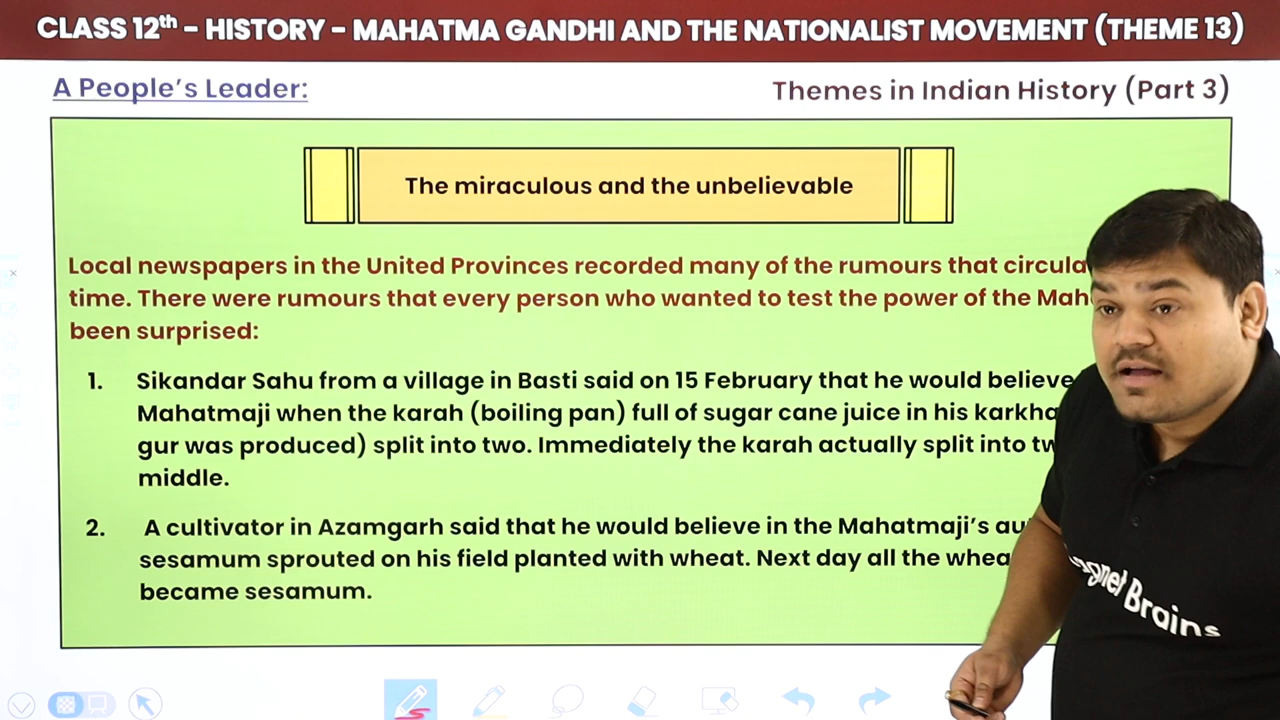 CLASS 12th – HISTORY – MAHATMA GANDHI AND THE NATIONALIST MOVEMENT (THEME 13)
A People's Leader:
Themes in Indian History (Part 3)
The miraculous and the unbelievable
Local newspapers in the United Provinces recorded many of the rumours that
time. There were rumours that every person who wanted to test the power of the
been surprised:
1. Sikandar Sahu from a village in Basti said on 15 February that he would believe
Mahatmaji when the karah (boiling pan) full of sugar cane juice in his
gur was produced) split into two. Immediately the karah actually split into
middle.
2. A cultivator in Azamgarh said that he would believe in the Mahatmaji's
sesamum sprouted on his field planted with wheat. Next day all the
became sesamum.
Brains